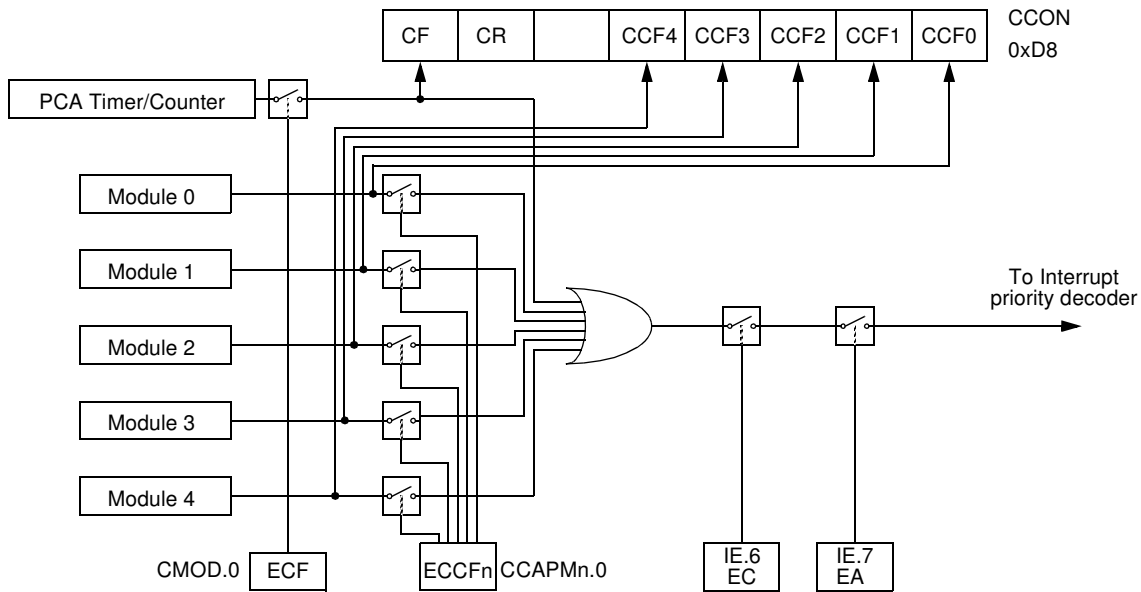 CF CR CCF4 CCF3 CCF2 CCF1 CCF0
CCON
0xD8
PCA Timer/Counter
Module 0
Module 1
Module 2
Module 3
Module 4
To Interrupt
priority decoder
CMOD.0 ECF
ECCFn CCAPMn.0
IE.6
EC
IE.7
EA